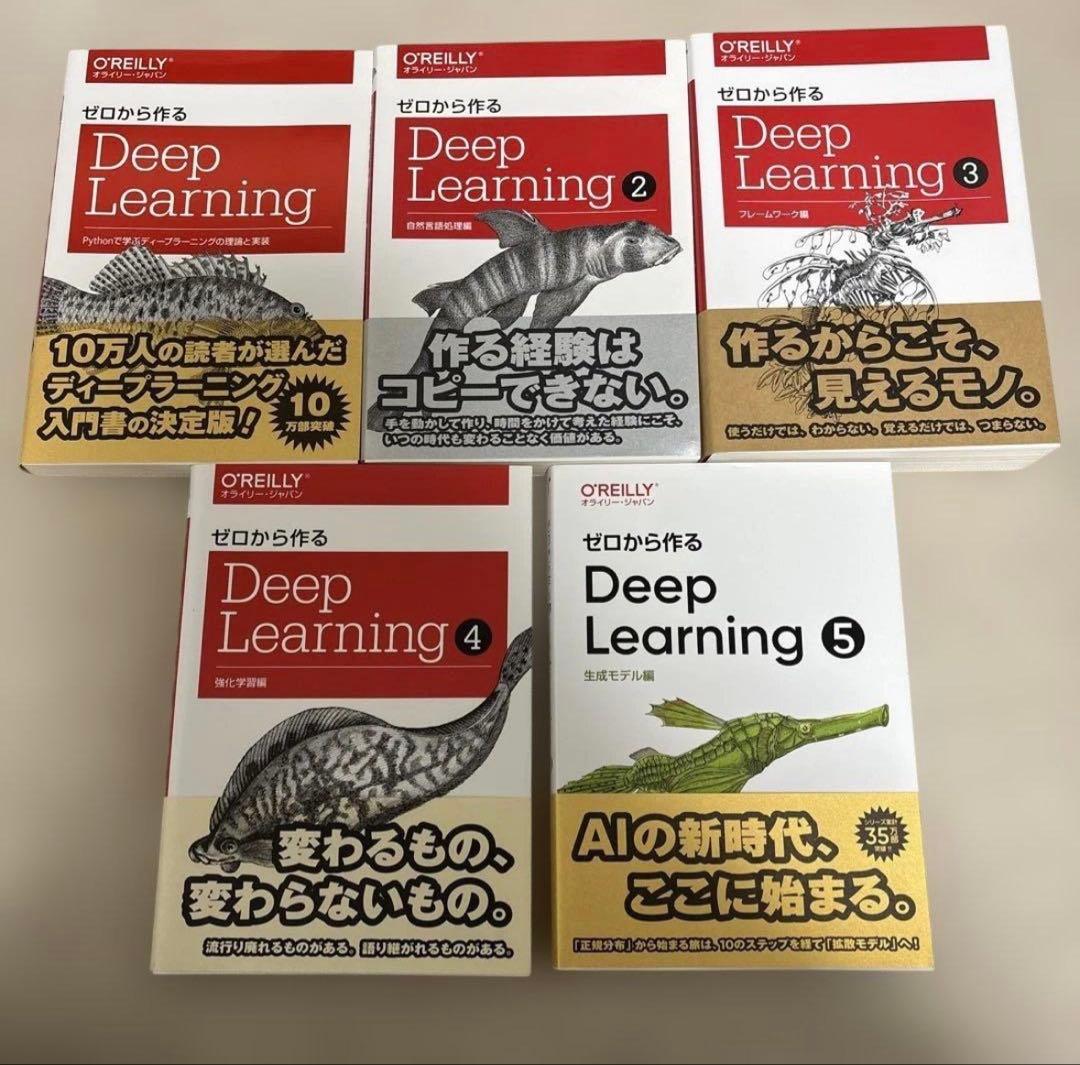 O'REILLY®
オライリー・ジャパン
ゼロから作る
Deep
Learning
Pythonで学ぶディープラーニングの理論と実装
10万人の読者が選んだ
ディープラーニング
入門書の決定版!
10
万部突破
O'REILLY®
オライリー・ジャパン
ゼロから作る
Deep
Learning 2
自然言語処理編
作る経験は
コピーできない。
手を動かして作り、時間をかけて考えた経験にこそ、
いつの時代も変わることなく価値がある。
O'REILLY®
オライリー・ジャパン
ゼロから作る
Deep
Learning 3
フレームワーク編
作るからこそ、
見えるモノ。
使うだけでは、わからない。覚えるだけでは、つまらない。
O'REILLY®
オライリー・ジャパン
ゼロから作る
Deep
Learning 4
強化学習編
変わるもの、
変わらないもの。
流行り廃れるものがある。語り継がれるものがある。
O'REILLY®
オライリー・ジャパン
ゼロから作る
Deep
Learning 5
生成モデル編
AIの新時代、
ここに始まる。
シリーズ累計
35万部
突破!!
「正規分布」から始まる旅は、10のステップを経て「拡散モデル」へ!